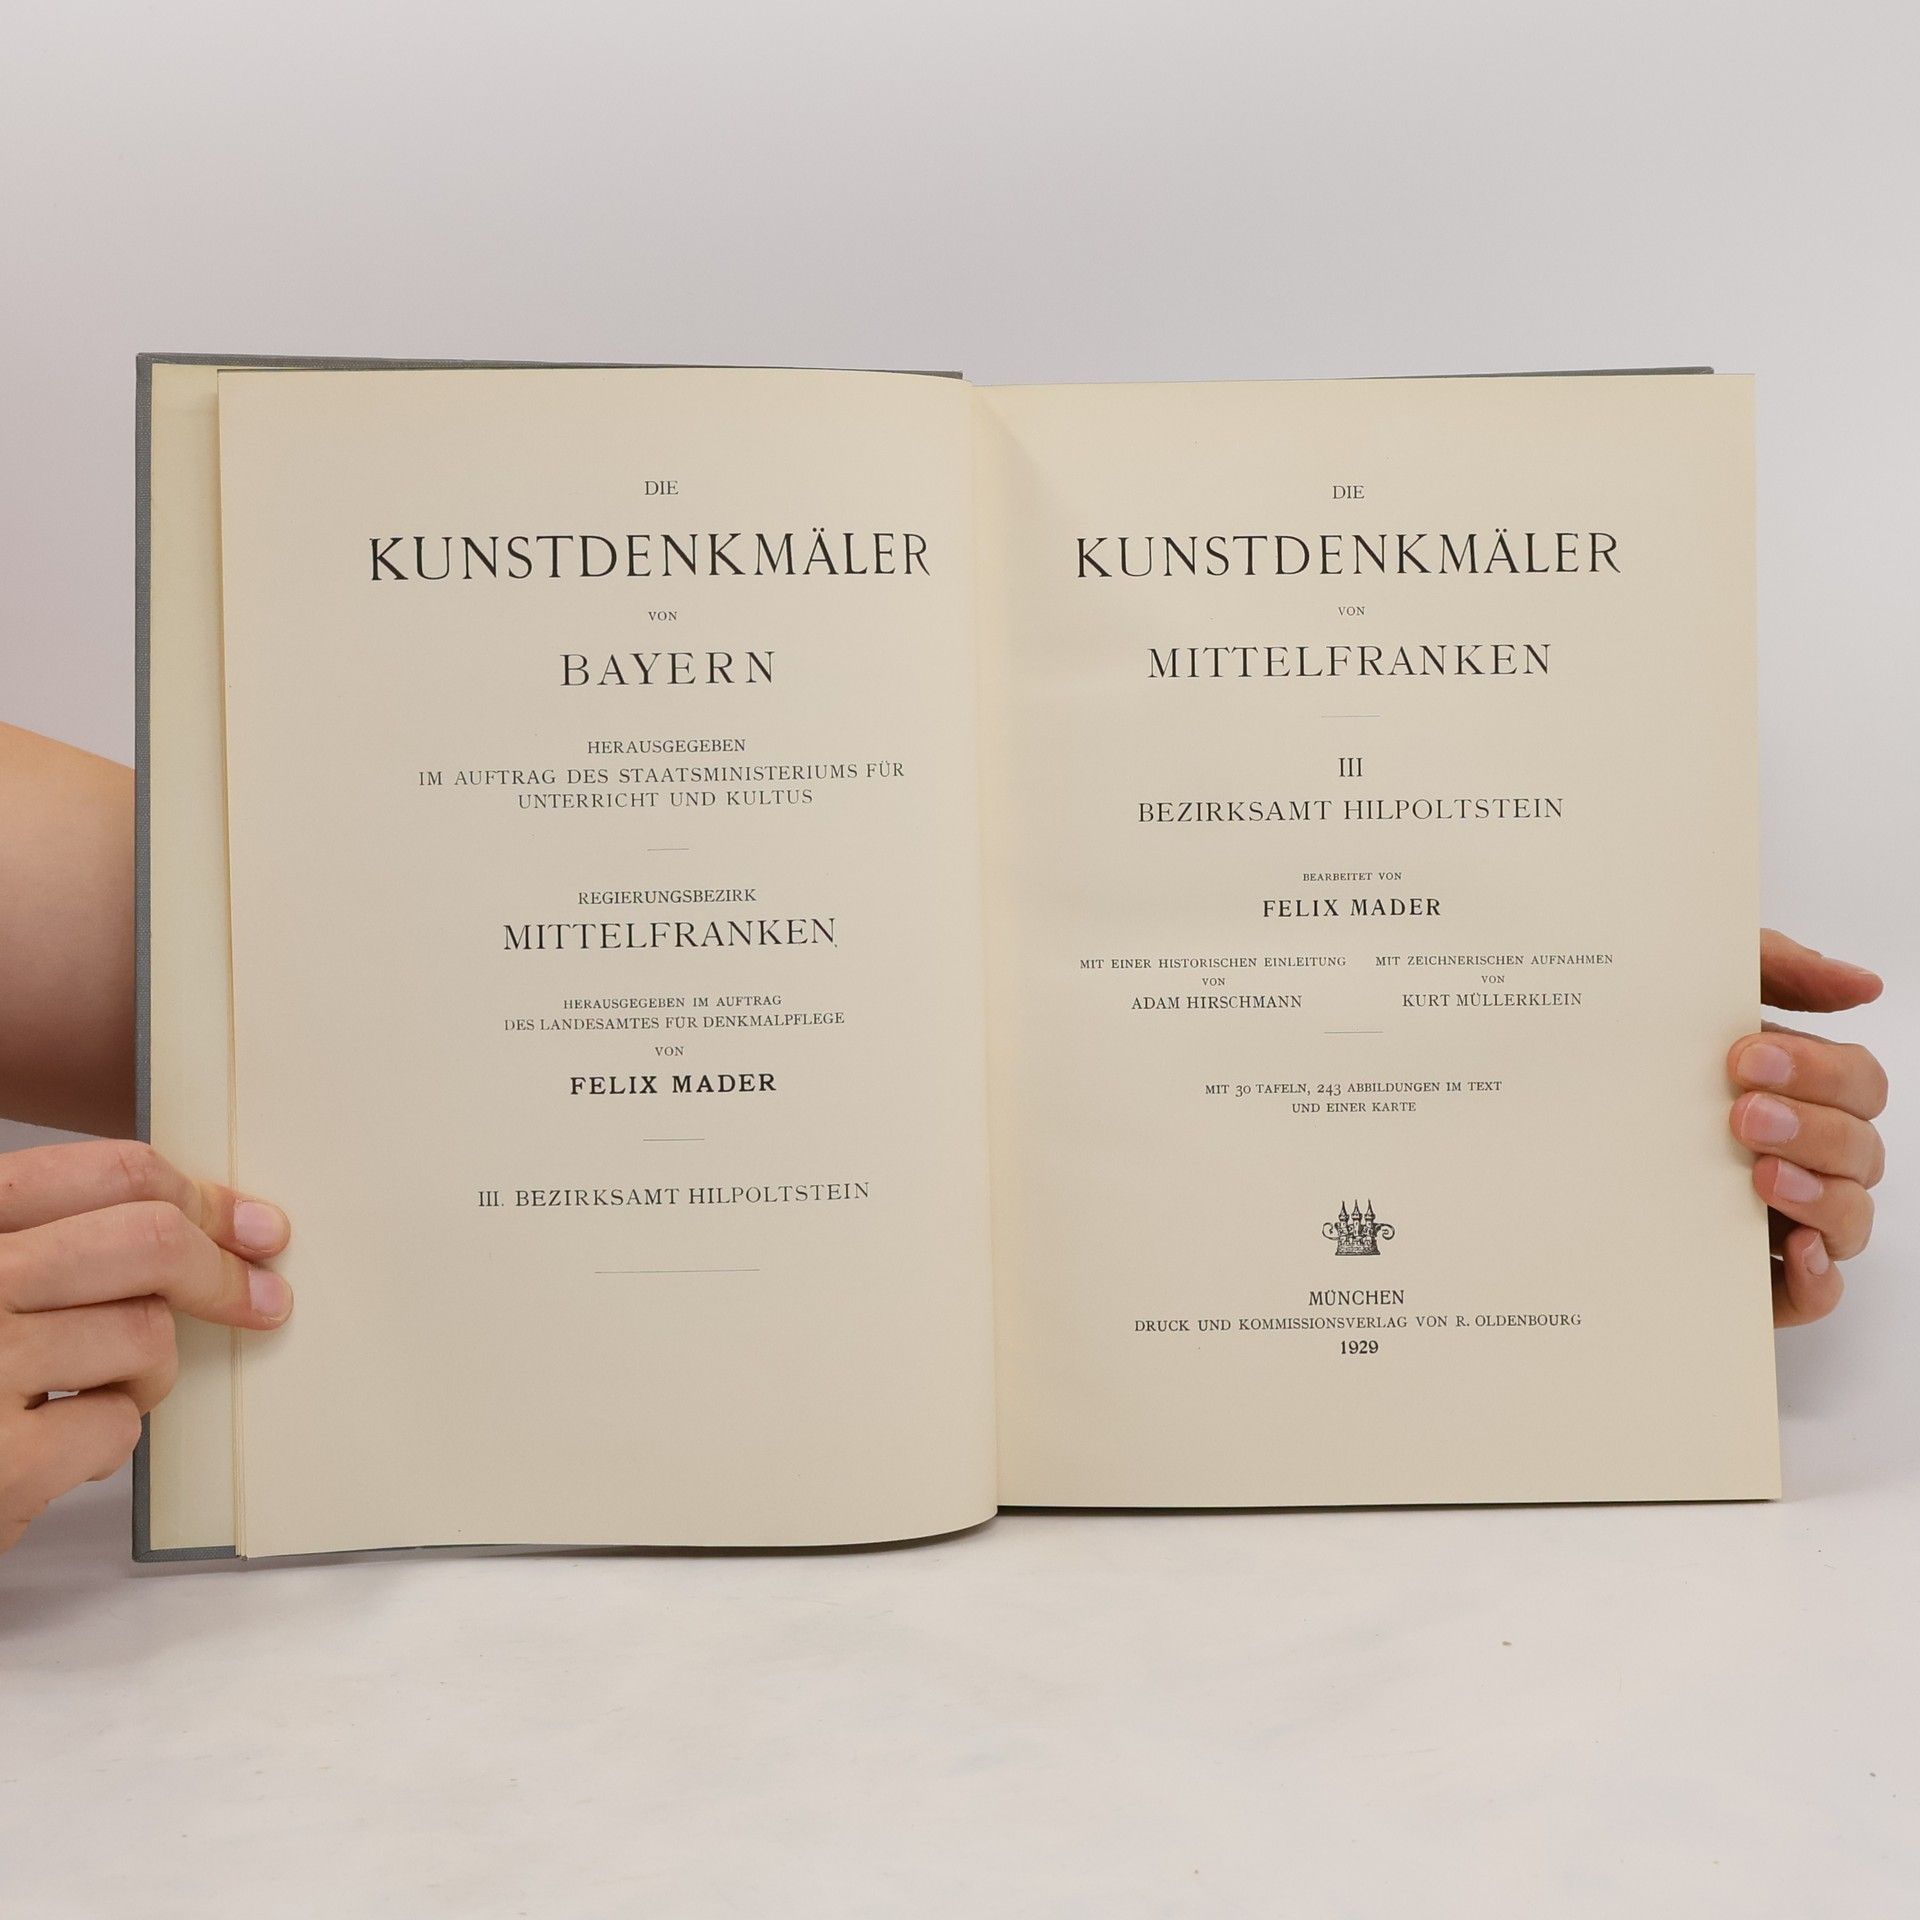 DIE
KUNSTDENKMÄLER
VON
BAYERN
HERAUSGEGEBEN
IM AUFTRAG DES STAATSMINISTERIUMS FÜR
UNTERRICHT UND KULTUS
REGIERUNGSBEZIRK
MITTELFRANKEN
HERAUSGEGEBEN IM AUFTRAG
DES LANDESAMTES FÜR DENKMALPFLEGE
VON
FELIX MADER
III. BEZIRKSAMT HILPOLTSTEIN
DIE
KUNSTDENKMÄLER
VON
MITTELFRANKEN
III
BEZIRKSAMT HILPOLTSTEIN
BEARBEITET VON
FELIX MADER
MIT EINER HISTORISCHEN EINLEITUNG
VON
ADAM HIRSCHMANN
MIT ZEICHNERISCHEN AUFNAHMEN
VON
KURT MÜLLERKLEIN
MIT 30 TAFELN, 243 ABBILDUNGEN IM TEXT
UND EINER KARTE
MÜNCHEN
DRUCK UND KOMMISSIONSVERLAG VON R. OLDENBOURG
1929